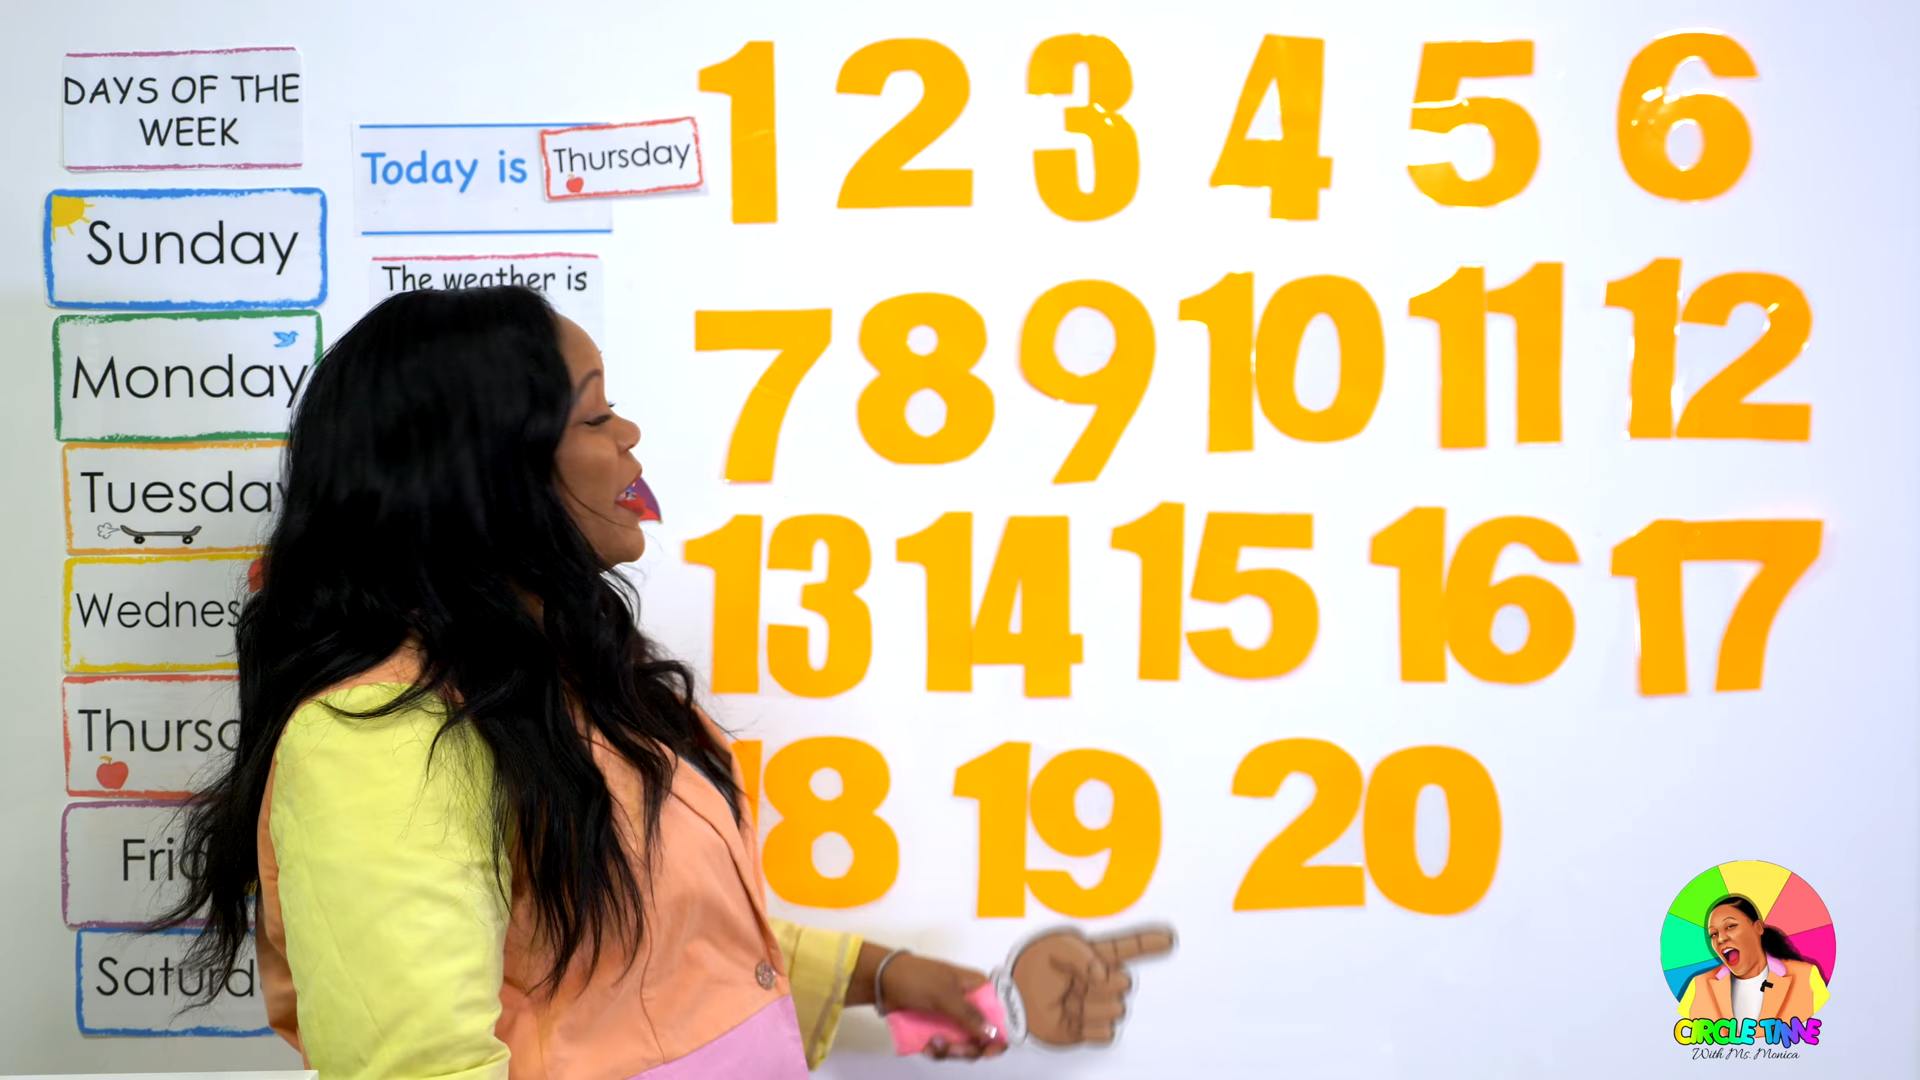 DAYS OF THE
WEEK
Sunday
Monday
Tuesday
Wednes
Thurs
Fri
Saturd
Today is Thursday
The weather is
1 2 3 4 5 6
7 8 9 10 11 12
13 14 15 16 17
18 19 20
CIRCLE TIME
With Ms. Monica